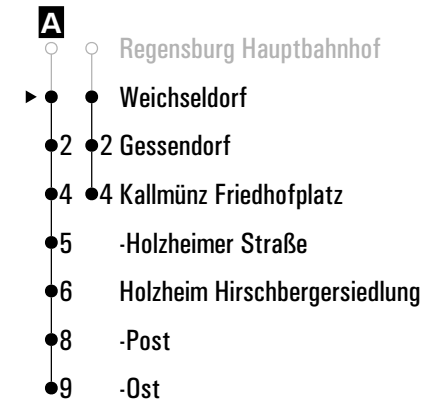 A
Regensburg Hauptbahnhof
Weichseldorf
2 2 Gessendorf
4 4 Kallmünz Friedhofplatz
5 -Holzheimer Straße
6 Holzheim Hirschbergersiedlung
8 -Post
9 -Ost